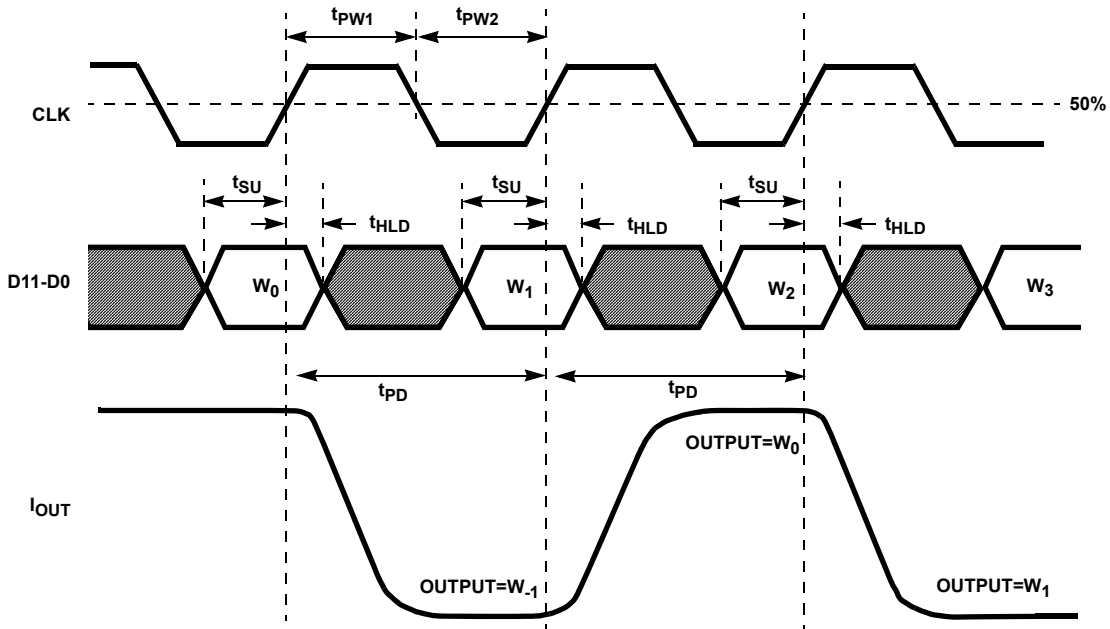 tPW1 tPW2
CLK
50%
tSU tSU tSU
tHLD tHLD tHLD
D11-D0
W0 W1 W2 W3
tPD tPD
OUTPUT=W0
IOUT
OUTPUT=W-1 OUTPUT=W1